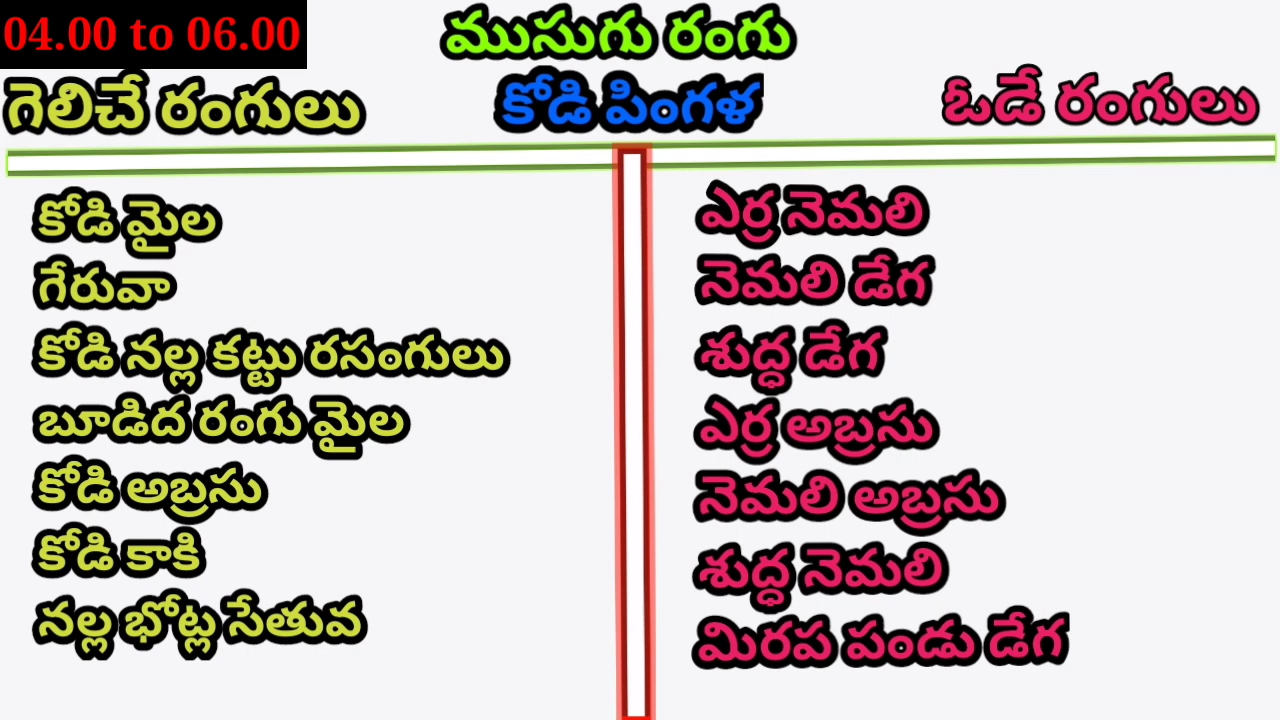 04.00 to 06.00
ముసుగు రంగు
గెలిచే రంగులు
కోడి పింగళ
ఓడే రంగులు
కోడి మైల
గేరువా
కోడి నల్ల కట్టు రసంగులు
బూడిద రంగు మైల
కోడి అబ్రసు
కోడి కాకి
నల్ల భోట్ల సేతువ
ఎర్ర నెమలి
నెమలి డేగ
శుద్ధ డేగ
ఎర్ర అబ్రసు
నెమలి అబ్రసు
శుద్ధ నెమలి
మిరప పండు డేగ